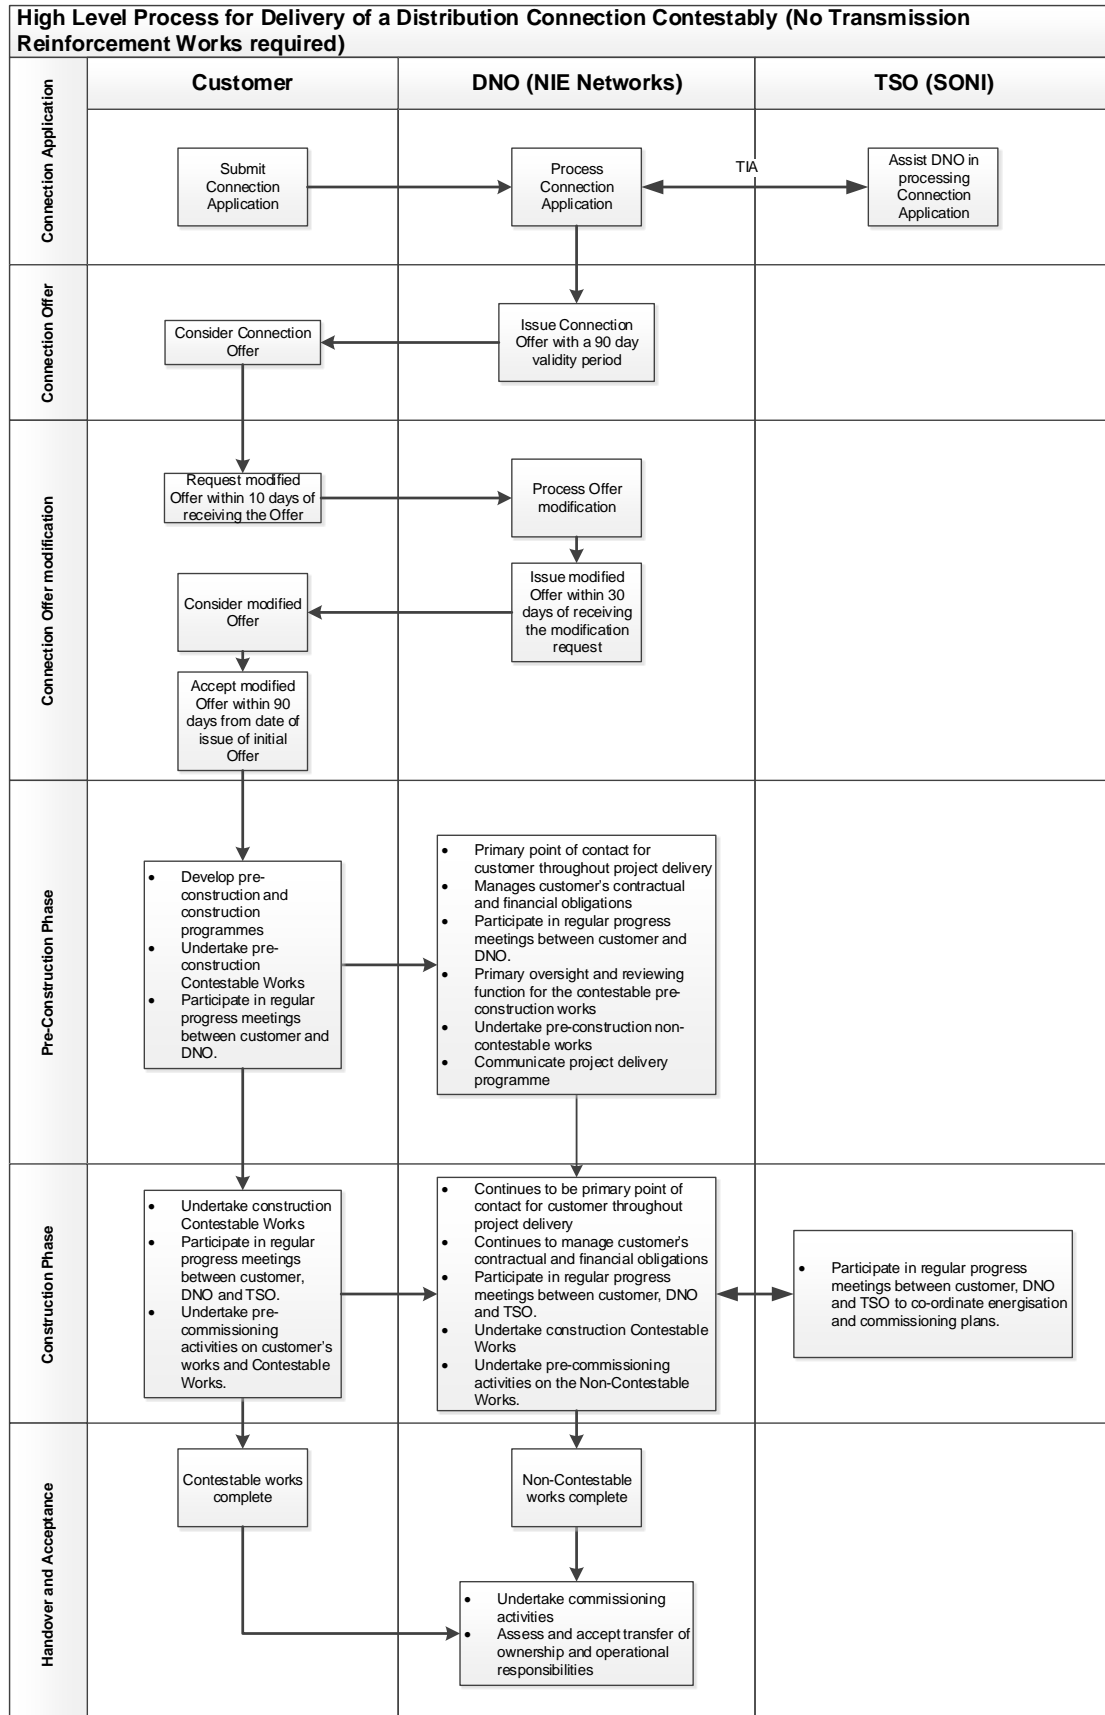 High Level Process for Delivery of a Distribution Connection Contestably (No Transmission
Reinforcement Works required)
Customer
DNO (NIE Networks)
TSO (SONI)
Connection Application
Submit
Connection
Application
Process
Connection
Application
TIA
Assist DNO in
processing
Connection
Application
Connection Offer
Consider Connection
Offer
Issue Connection
Offer with a 90 day
validity period
Connection Offer modification
Request modified
Offer within 10 days of
receiving the Offer
Process Offer
modification
Consider modified
Offer
Issue modified
Offer within 30
days of receiving
the modification
request
Accept modified
Offer within 90
days from date of
issue of initial
Offer
Pre-Construction Phase
• Develop pre-
construction and
construction
programmes
• Undertake pre-
construction
Contestable Works
• Participate in regular
progress meetings
between customer and
DNO.
• Primary point of contact for
customer throughout project delivery
• Manages customer's contractual
and financial obligations
• Participate in regular progress
meetings between customer and
DNO.
• Primary oversight and reviewing
function for the contestable pre-
construction works
• Undertake pre-construction non-
contestable works
• Communicate project delivery
programme
Construction Phase
• Undertake construction
Contestable Works
• Participate in regular
progress meetings
between customer,
DNO and TSO.
• Undertake pre-
commissioning
activities on customer's
works and Contestable
Works.
• Continues to be primary point of
contact for customer throughout
project delivery
• Continues to manage customer's
contractual and financial obligations
• Participate in regular progress
meetings between customer, DNO
and TSO.
• Undertake construction Contestable
Works
• Undertake pre-commissioning
activities on the Non-Contestable
Works.
• Participate in regular progress
meetings between customer, DNO
and TSO to co-ordinate energisation
and commissioning plans.
Handover and Acceptance
Contestable works
complete
Non-Contestable
works complete
• Undertake commissioning
activities
• Assess and accept transfer of
ownership and operational
responsibilities